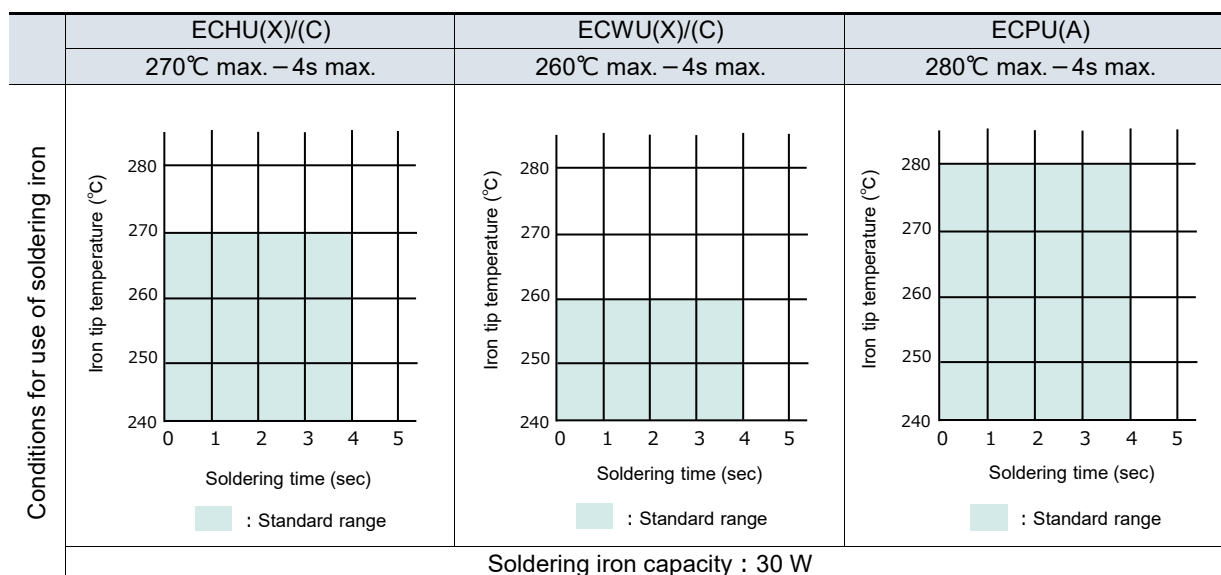 ECHU(X)/(C)
ECWU(X)/(C)
ECPU(A)
270℃ max.－4s max.
260℃ max.－4s max.
280℃ max.－4s max.
Conditions for use of soldering iron
Iron tip temperature (℃)
280
270
260
250
240
0 1 2 3 4 5
Soldering time (sec)
：Standard range
Iron tip temperature (℃)
280
270
260
250
240
0 1 2 3 4 5
Soldering time (sec)
：Standard range
Iron tip temperature (℃)
280
270
260
250
240
0 1 2 3 4 5
Soldering time (sec)
：Standard range
Soldering iron capacity：30 W